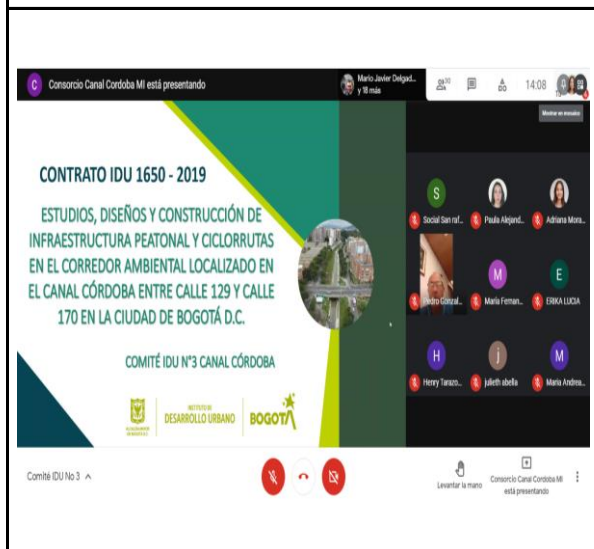 C Consorcio Canal Cordoba MI está presentando
Mario Javier Delgad...
y 18 más
14:08
Mostrar en mosaico
CONTRATO IDU 1650 - 2019
ESTUDIOS, DISEÑOS Y CONSTRUCCIÓN DE
INFRAESTRUCTURA PEATONAL Y CICLORRUTAS
EN EL CORREDOR AMBIENTAL LOCALIZADO EN
EL CANAL CÓRDOBA ENTRE CALLE 129 Y CALLE
170 EN LA CIUDAD DE BOGOTÁ D.C.
COMITÉ IDU N°3 CANAL CÓRDOBA
INSTITUTO DE
DESARROLLO URBANO
BOGOTÁ
S
Social San raf...
Paula Alejand...
Adriana Mora...
Pedro Gonzal...
M
María Fernan...
E
ERIKA LUCIA
H
Henry Tarazo...
j
julieth abella
M
Maria Andrea...
Comité IDU No 3
Levantar la mano
Consorcio Canal Cordoba MI
está presentando